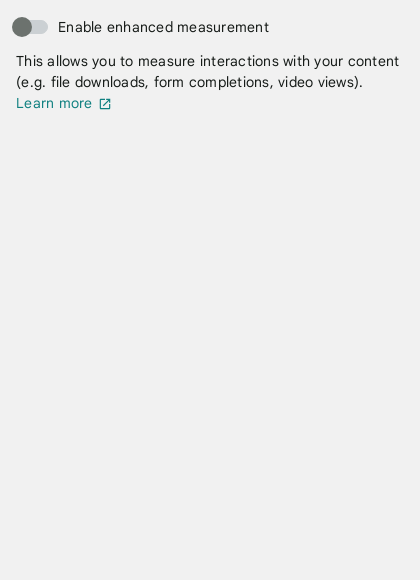 Enable enhanced measurement
This allows you to measure interactions with your content
(e.g. file downloads, form completions, video views).
Learn more